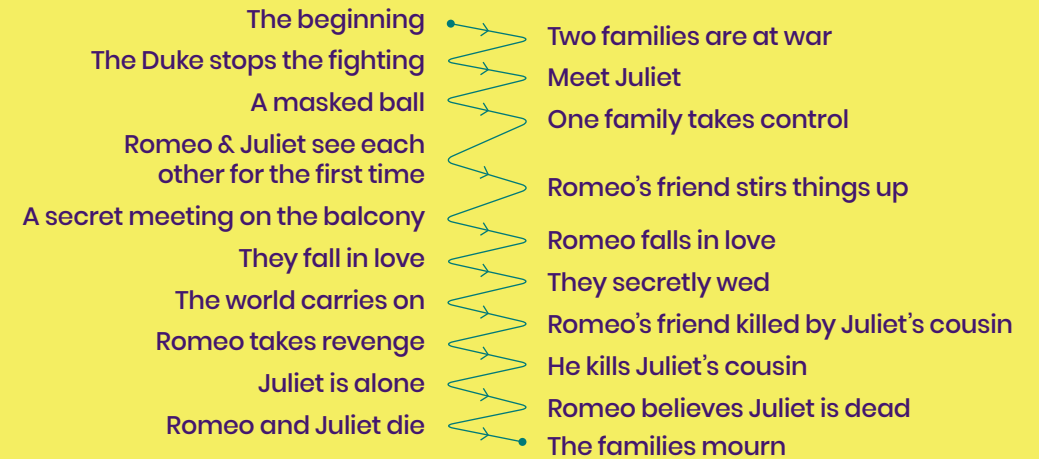 The beginning
Two families are at war
The Duke stops the fighting
Meet Juliet
A masked ball
One family takes control
Romeo & Juliet see each
other for the first time
Romeo’s friend stirs things up
A secret meeting on the balcony
Romeo falls in love
They fall in love
They secretly wed
The world carries on
Romeo’s friend killed by Juliet’s cousin
Romeo takes revenge
He kills Juliet’s cousin
Juliet is alone
Romeo believes Juliet is dead
Romeo and Juliet die
The families mourn